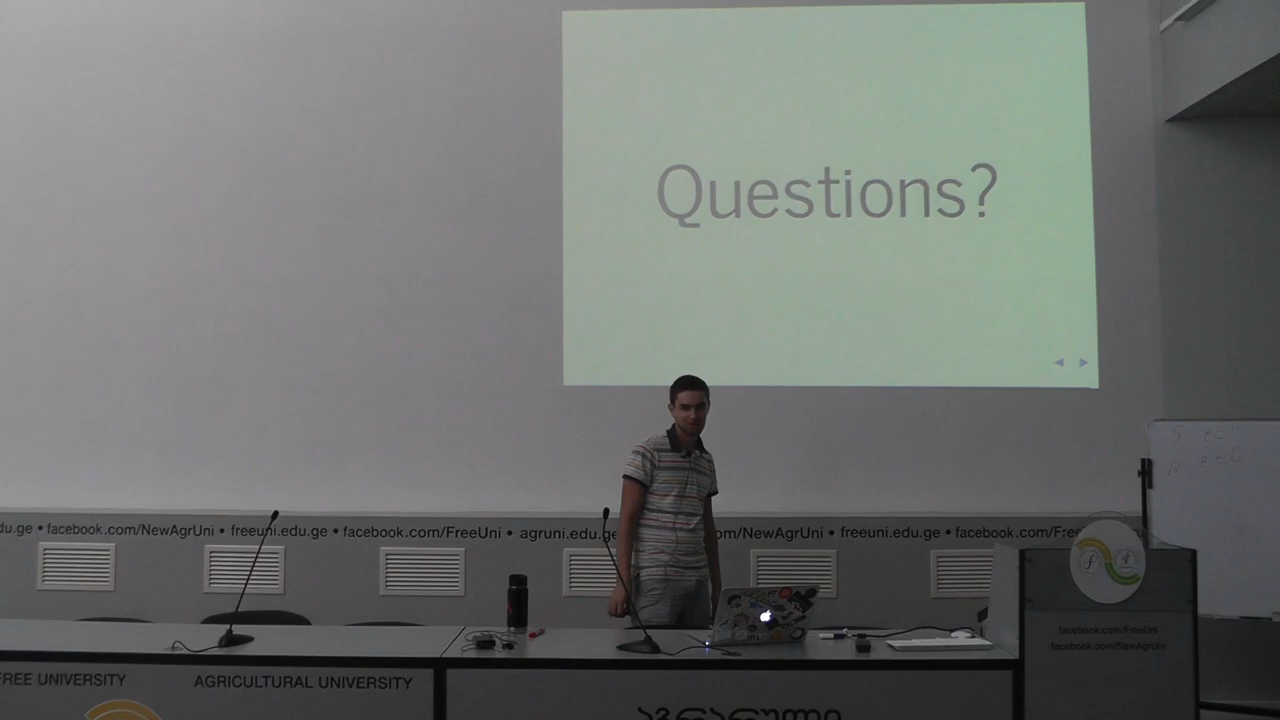 Questions?
du.ge • facebook.com/NewAgrUni • freeuni.edu.ge • facebook.com/FreeUni • agruni.edu.ge
om/NewAgrUni • freeuni.edu.ge • facebook.com/Free
facebook.com/FreeUni
facebook.com/NewAgrUni
FREE UNIVERSITY
AGRICULTURAL UNIVERSITY